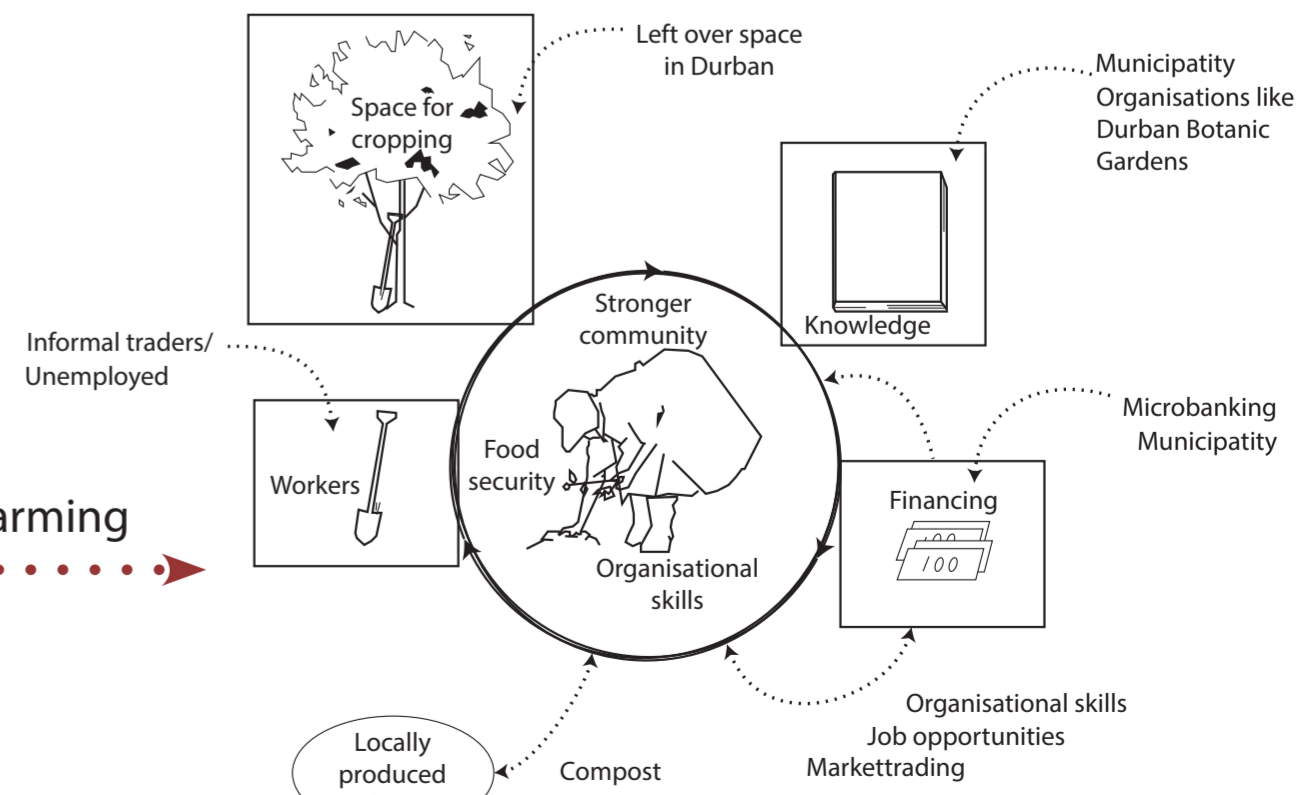 Left over space
in Durban
Space for
cropping
Municipatity
Organisations like
Durban Botanic
Gardens
Knowledge
Stronger
community
Informal traders/
Unemployed
Workers
Food
security
Organisational
skills
Microbanking
Municipatity
Financing
100
100
arming
Organisational skills
Job opportunities
Markettrading
Locally
produced
Compost